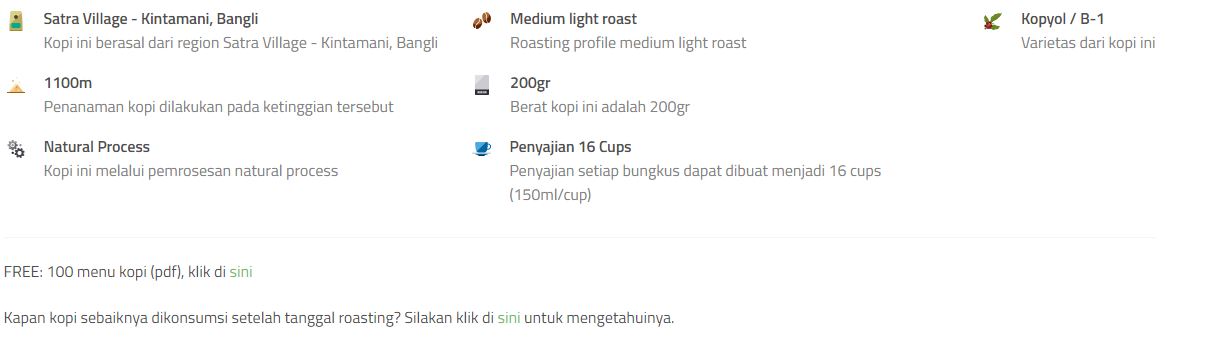 Satra Village - Kintamani, Bangli
Kopi ini berasal dari region Satra Village - Kintamani, Bangli
Medium light roast
Roasting profile medium light roast
Kopyol / B-1
Varietas dari kopi ini
1100m
Penanaman kopi dilakukan pada ketinggian tersebut
200gr
Berat kopi ini adalah 200gr
Natural Process
Kopi ini melalui pemrosesan natural process
Penyajian 16 Cups
Penyajian setiap bungkus dapat dibuat menjadi 16 cups
(150ml/cup)
FREE: 100 menu kopi (pdf), klik di sini
Kapan kopi sebaiknya dikonsumsi setelah tanggal roasting? Silakan klik di sini untuk mengetahuinya.